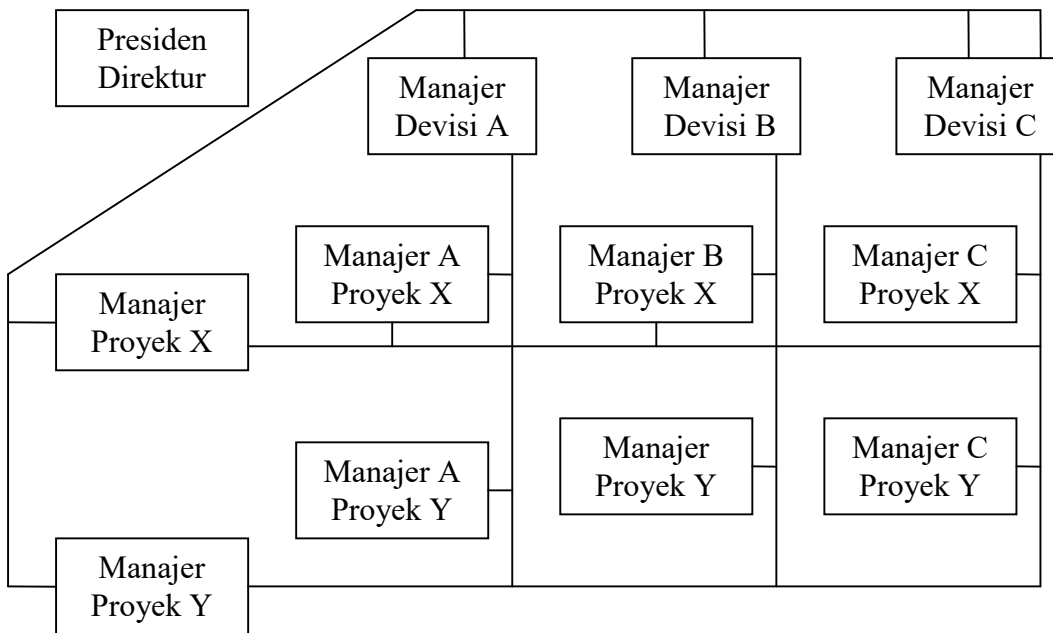 Presiden
Direktur
Manajer
Devisi A
Manajer
Devisi B
Manajer
Devisi C
Manajer A
Proyek X
Manajer B
Proyek X
Manajer C
Proyek X
Manajer
Proyek X
Manajer A
Proyek Y
Manajer
Proyek Y
Manajer C
Proyek Y
Manajer
Proyek Y